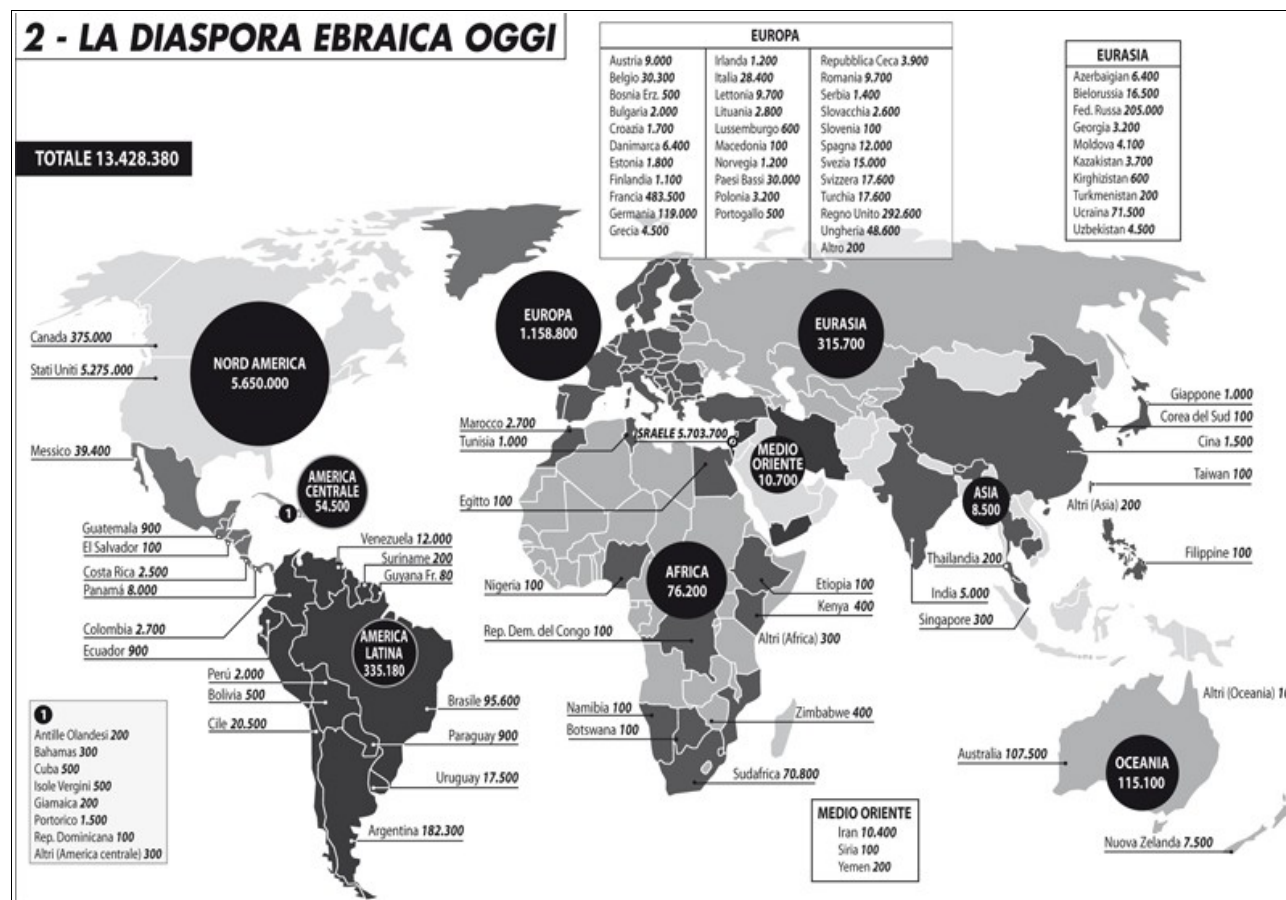 2 - LA DIASPORA EBRAICA OGGI
TOTALE 13.428.380
EUROPA
Austria 9.000
Belgio 30.300
Bosnia Erz. 500
Bulgaria 2.000
Croazia 1.700
Danimarca 6.400
Estonia 1.800
Finlandia 1.100
Francia 483.500
Germania 119.000
Grecia 4.500
Irlanda 1.200
Italia 28.400
Lettonia 9.700
Lituania 2.800
Lussemburgo 600
Macedonia 100
Norvegia 1.200
Paesi Bassi 30.000
Polonia 3.200
Portogallo 500
Repubblica Ceca 3.900
Romania 9.700
Serbia 1.400
Slovacchia 2.600
Slovenia 100
Spagna 12.000
Svezia 15.000
Svizzera 17.600
Turchia 17.600
Regno Unito 292.600
Ungheria 48.600
Altro 200
EURASIA
Azerbaigian 6.400
Bielorussia 16.500
Fed. Russa 205.000
Georgia 3.200
Moldova 4.100
Kazakistan 3.700
Kirghizistan 600
Turkmenistan 200
Ucraina 71.500
Uzbekistan 4.500
Canada 375.000
Stati Uniti 5.275.000
NORD AMERICA
5.650.000
Messico 39.400
AMERICA
CENTRALE
54.500
1
Guatemala 900
El Salvador 100
Costa Rica 2.500
Panamá 8.000
Venezuela 12.000
Suriname 200
Guyana Fr. 80
Colombia 2.700
Ecuador 900
AMERICA
LATINA
335.180
Perú 2.000
Bolivia 500
Cile 20.500
Brasile 95.600
Paraguay 900
Uruguay 17.500
Argentina 182.300
1
Antille Olandesi 200
Bahamas 300
Cuba 500
Isole Vergini 500
Giamaica 200
Portorico 1.500
Rep. Dominicana 100
Altri (America centrale) 300
EUROPA
1.158.800
EURASIA
315.700
Marocco 2.700
Tunisia 1.000
ISRAELE 5.703.700
MEDIO
ORIENTE
10.700
Egitto 100
AFRICA
76.200
Nigeria 100
Etiopia 100
Kenya 400
Rep. Dem. del Congo 100
Altri (Africa) 300
Namibia 100
Botswana 100
Zimbabwe 400
Sudafrica 70.800
Giappone 1.000
Corea del Sud 100
Cina 1.500
Taiwan 100
ASIA
8.500
Altri (Asia) 200
Thailandia 200
Filippine 100
India 5.000
Singapore 300
MEDIO ORIENTE
Iran 10.400
Siria 100
Yemen 200
Altri (Oceania)
Australia 107.500
OCEANIA
115.100
Nuova Zelanda 7.500